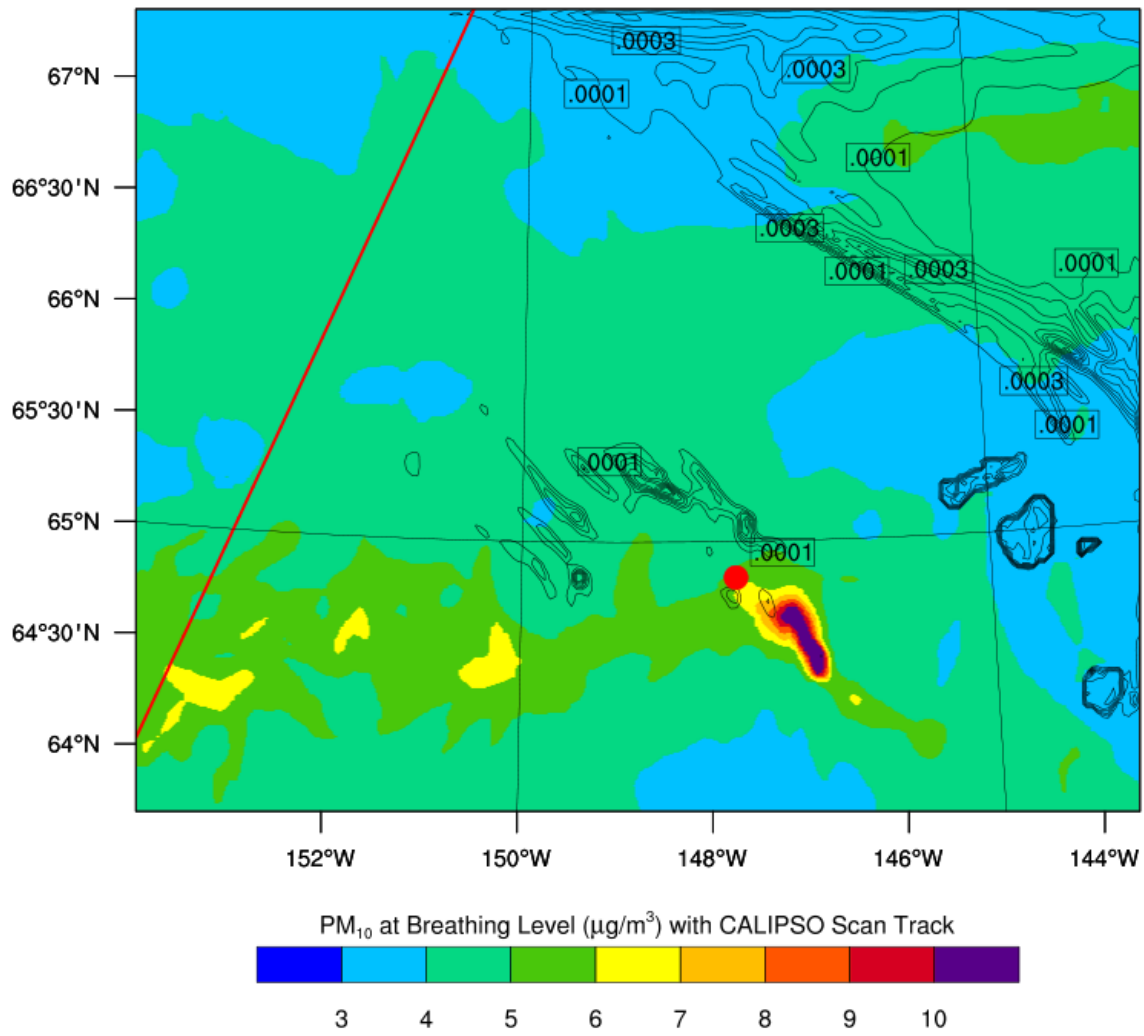 67°N
66°30'N
66°N
65°30'N
65°N
64°30'N
64°N
.0003
.0003
.0001
.0001
.0003
.0001
.0003
.0001
.0003
.0001
.0001
.0001
152°W 150°W 148°W 146°W 144°W
PM₁₀ at Breathing Level (μg/m³) with CALIPSO Scan Track
3 4 5 6 7 8 9 10